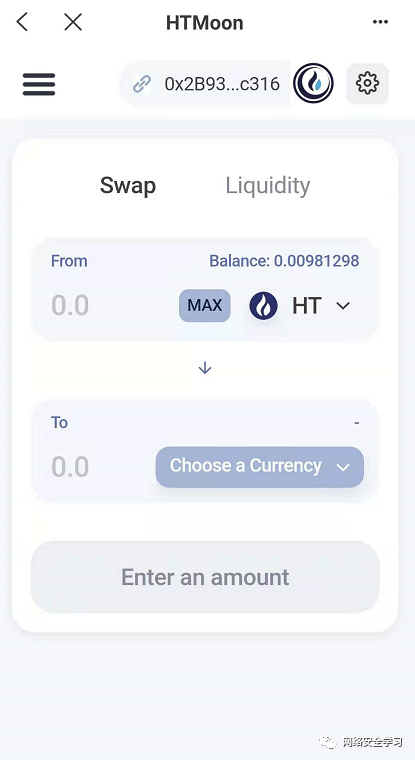 HTMoon
0x2B93...c316
Swap Liquidity
From Balance: 0.00981298
0.0 MAX HT
To -
0.0 Choose a Currency
Enter an amount
网络安全学习